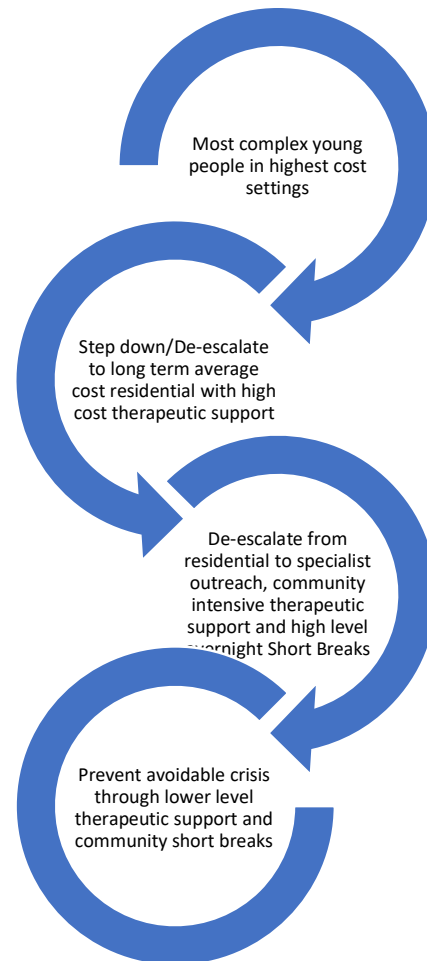 Most complex young
people in highest cost
settings
Step down/De-escalate
to long term average
cost residential with high
cost therapeutic support
De-escalate from
residential to specialist
outreach, community
intensive therapeutic
support and high level
overnight Short Breaks
Prevent avoidable crisis
through lower level
therapeutic support and
community short breaks